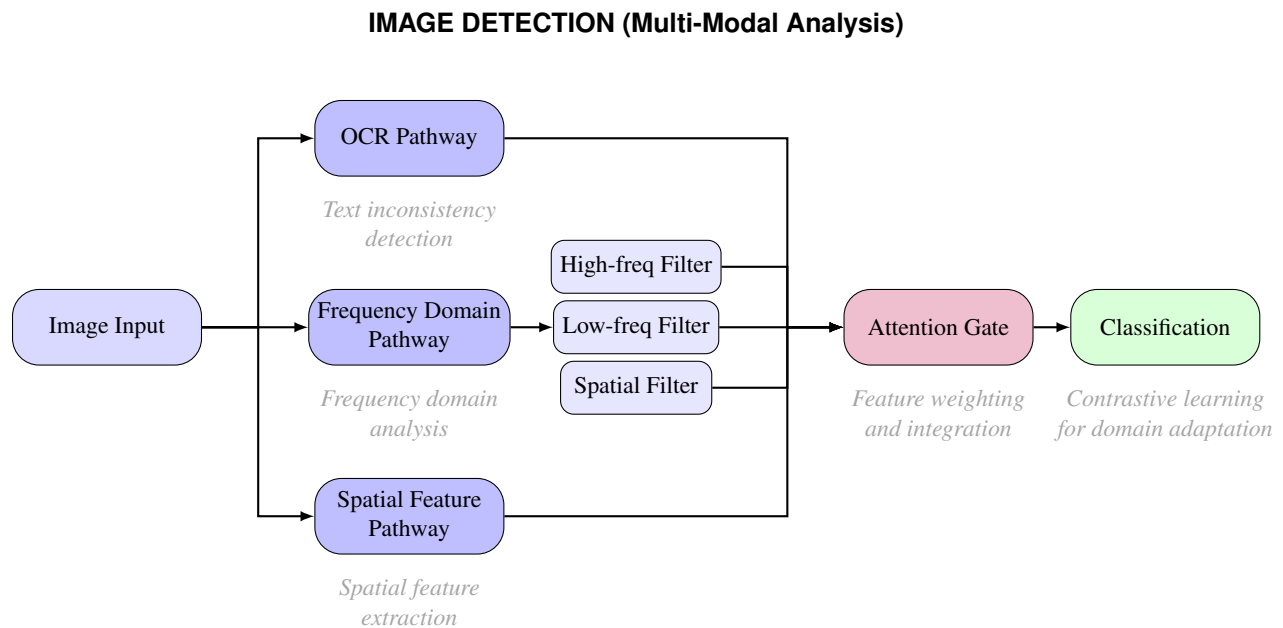 IMAGE DETECTION (Multi-Modal Analysis)
OCR Pathway
Text inconsistency
detection
High-freq Filter
Image Input
Frequency Domain
Pathway
Low-freq Filter
Attention Gate
Classification
Spatial Filter
Frequency domain
analysis
Feature weighting
and integration
Contrastive learning
for domain adaptation
Spatial Feature
Pathway
Spatial feature
extraction